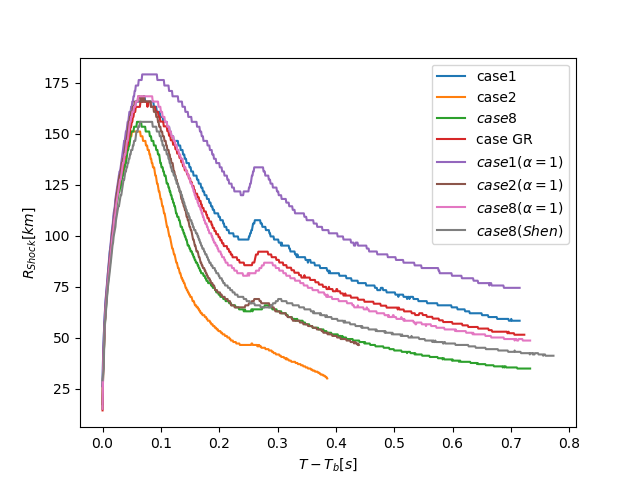 175
150
125
100
75
50
25
R_Shock[km]
0.0 0.1 0.2 0.3 0.4 0.5 0.6 0.7 0.8
T − T_b[s]
case1
case2
case8
case GR
case1(α = 1)
case2(α = 1)
case8(α = 1)
case8(Shen)